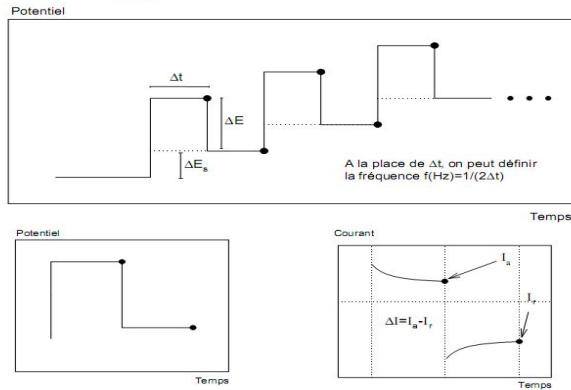 Potentiel
Δt
ΔE
ΔEs
A la place de Δt, on peut définir
la fréquence f(Hz)=1/(2Δt)
Temps
Potentiel
Temps
Courant
Ia
Ir
ΔI=Ia-Ir
Temps